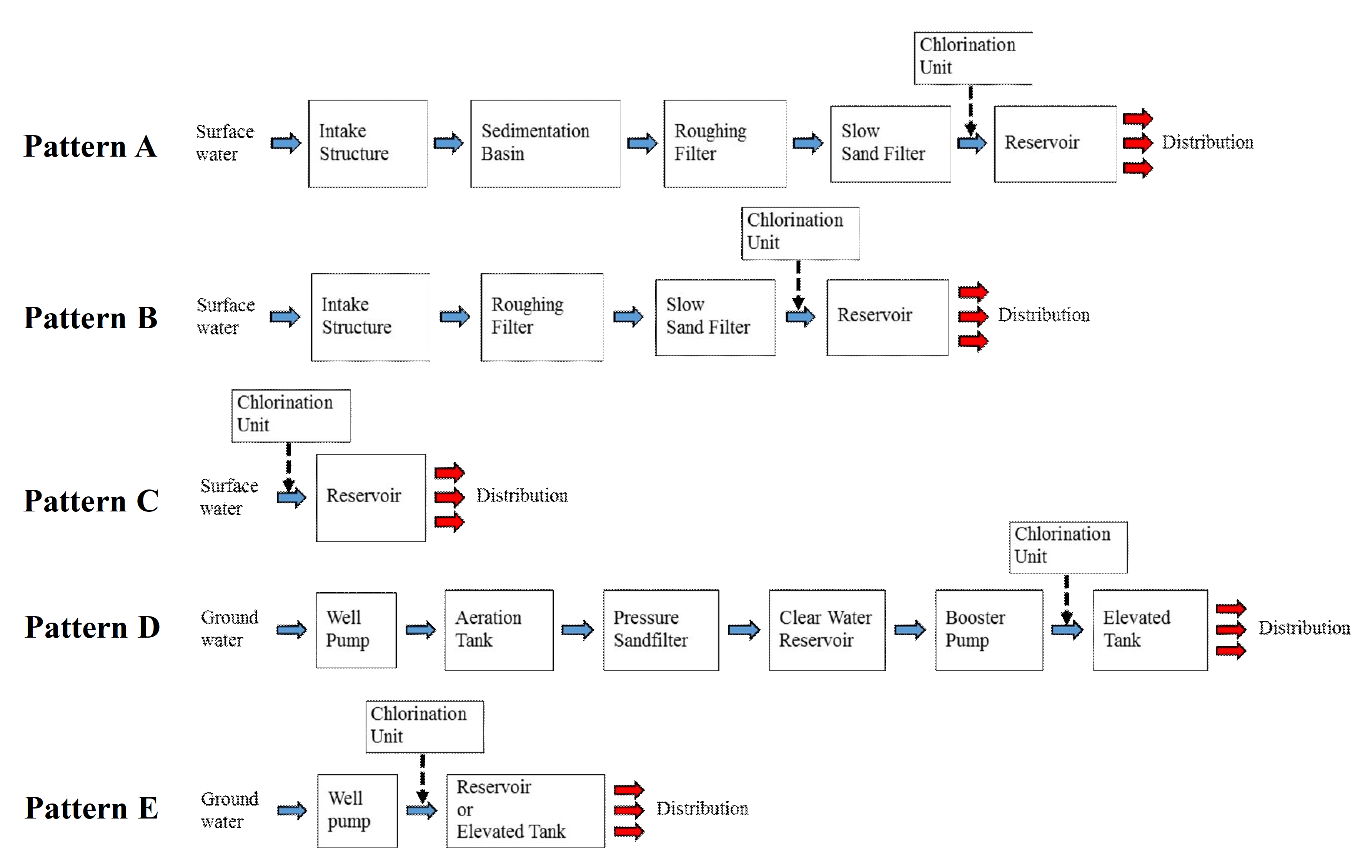 Chlorination
Unit
Pattern A
Surface
water
Intake
Structure
Sedimentation
Basin
Roughing
Filter
Slow
Sand Filter
Reservoir
Distribution
Chlorination
Unit
Pattern B
Surface
water
Intake
Structure
Roughing
Filter
Slow
Sand Filter
Reservoir
Distribution
Chlorination
Unit
Pattern C
Surface
water
Reservoir
Distribution
Chlorination
Unit
Pattern D
Ground
water
Well
Pump
Aeration
Tank
Pressure
Sandfilter
Clear Water
Reservoir
Booster
Pump
Elevated
Tank
Distribution
Chlorination
Unit
Pattern E
Ground
water
Well
pump
Reservoir
or
Elevated Tank
Distribution